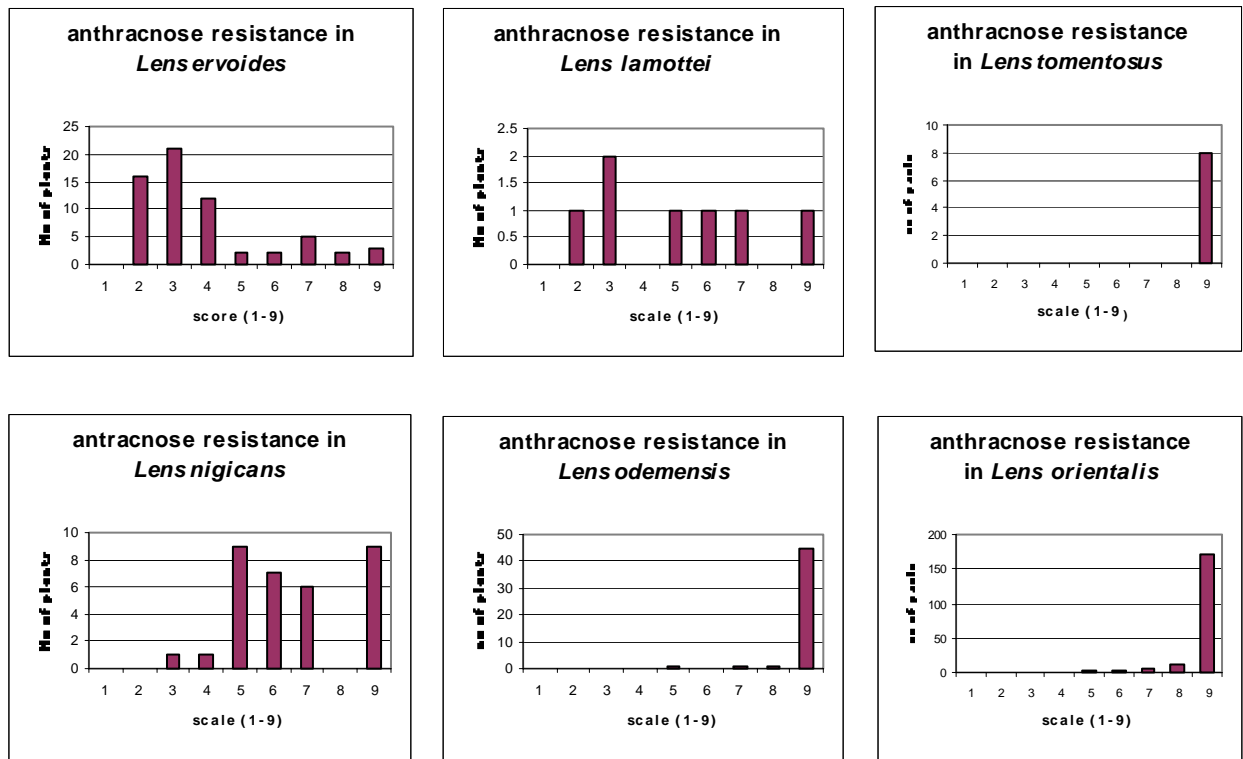 anthracnose resistance in
Lens ervoides
25
20
15
10
5
0
1 2 3 4 5 6 7 8 9
score (1-9)
anthracnose resistance in
Lens lamottei
2.5
2
1.5
1
0.5
0
1 2 3 4 5 6 7 8 9
scale (1-9)
anthracnose resistance
in Lens tomentosus
10
8
6
4
2
0
1 2 3 4 5 6 7 8 9
scale (1-9)
antracnose resistance in
Lens nigicans
10
8
6
4
2
0
1 2 3 4 5 6 7 8 9
scale (1-9)
anthracnose resistance in
Lens odemensis
50
40
30
20
10
0
1 2 3 4 5 6 7 8 9
scale (1-9)
anthracnose resistance
in Lens orientalis
200
150
100
50
0
1 2 3 4 5 6 7 8 9
scale (1-9)